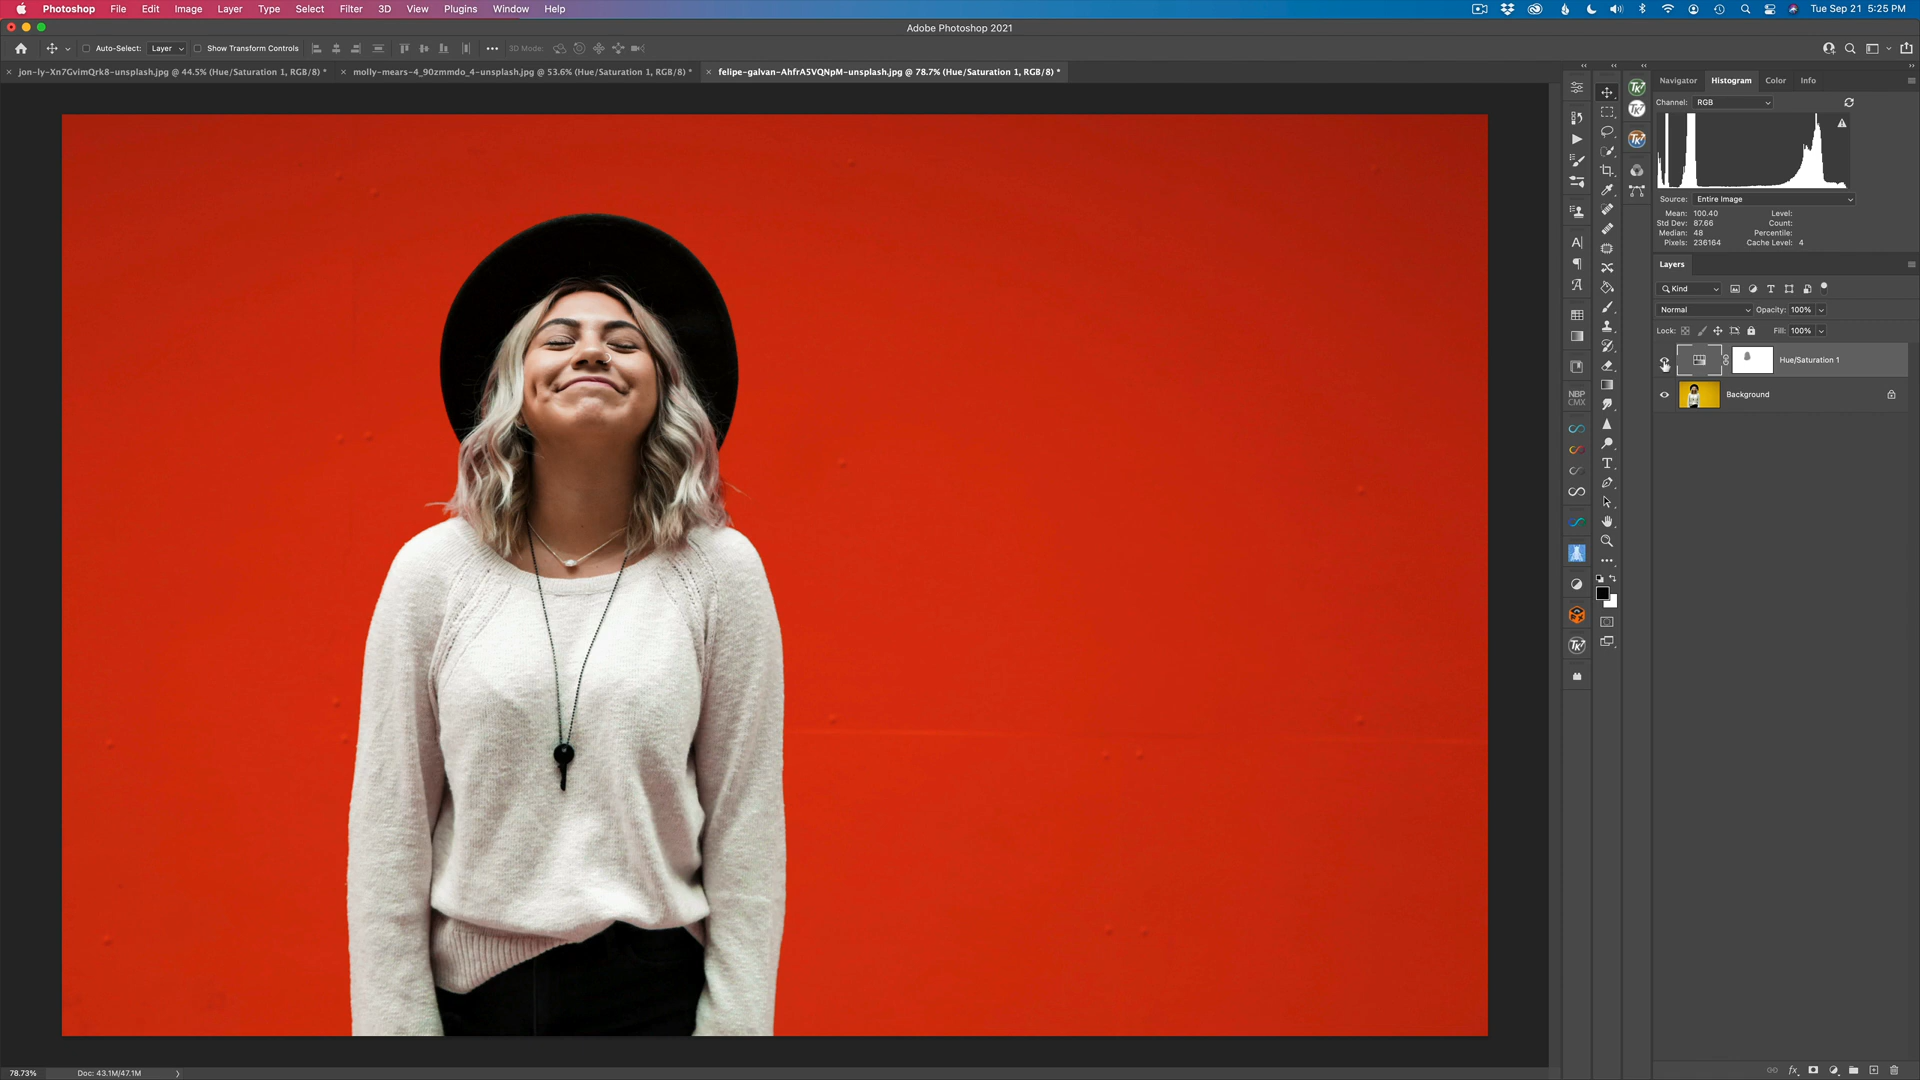 Photoshop File Edit Image Layer Type Select Filter 3D View Plugins Window Help Tue Sep 21 5:25 PM
Adobe Photoshop 2021
Auto-Select: Layer Show Transform Controls 3D Mode:
jon-ly-Xn7GvimQrk8-unsplash.jpg @ 44.5% (Hue/Saturation 1, RGB/8) * molly-mears-4_90zmmdo_4-unsplash.jpg @ 53.6% (Hue/Saturation 1, RGB/8) * felipe-galvan-AhfrA5VQNpM-unsplash.jpg @ 78.7% (Hue/Saturation 1, RGB/8) *
Navigator Histogram Color Info
Channel: RGB
Source: Entire Image
Mean: 100.40 Level:
Std Dev: 87.66 Count:
Median: 48 Percentile:
Pixels: 236164 Cache Level: 4
Layers
Kind
Normal Opacity: 100%
Lock: Fill: 100%
Hue/Saturation 1
Background
NBP
CMX
78.73% Doc: 43.1M/47.1M